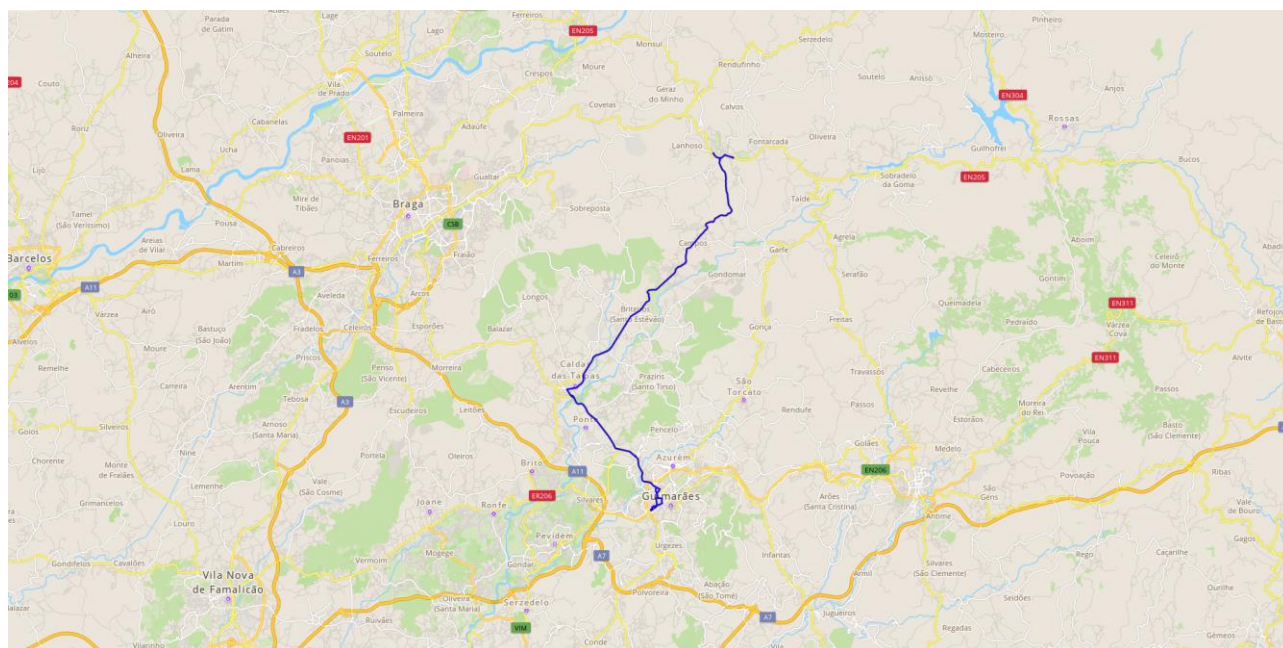 Parada
de Gatim
Alheira
Couto
Roriz
Lijó
Lage
Soutelo
Vila
de Prado
Cabanelas
Oliveira
Ucha
Lama
Lago
Ferreiros
EN205
Palmeira
Adaúfe
Crespos
Moure
Covelas
Monsul
Geraz
do Minho
Rendufinho
Calvos
Serzedelo
Soutelo
Anissó
Mosteiro
Pinheiro
EN304
Rossas
Anjos
EN201
Panoias
Mire de
Tibães
Gualtar
Braga
CSB
Lanhoso
Fontarcada
Oliveira
Guilhofrei
EN205
Bucos
Sobreposta
Taíde
Sobradelo
da Goma
Tamel
(São Veríssimo)
Pousa
Areias
de Vilar
Martim
Cabreiros
A3
Ferreiros
Fraião
Arcos
Barcelos
A11
Várzea
Airó
Alvelos
Remelhe
Moure
Carreira
Bastuço
(São João)
Aveleda
Fradelos
Celeirós
Priscos
Esporões
Longos
Balazar
Campos
Gondomar
Garfe
Agrela
Serafão
Aboim
Gontim
Celeiró
do Monte
Abadi
Queimadela
Pedraído
EN311
Várzea
Cova
EN311
Refojos
de Basto
Alvite
Briteiros
(Santa Estêvão)
Gonça
Freitas
Arentim
Tebosa
Penso
(São Vicente)
Morreira
Caldas
das Taipas
Prazins
(Santo Tirso)
São
Torcato
Travassós
Revelhe
Cabeceiros
Passos
A3
Escudeiros
Leitões
Ponte
Rendufe
Passos
Estorãos
Moreira
do Rei
Basto
(São Clemente)
Goios
Silveiros
Arnoso
(Santa Maria)
Nine
Chorente
Monte
de Fralães
Portela
Oleiros
Brito
A11
Pencelo
Azurém
Golães
Medelo
Vila
Pouca
EN206
Povoação
Ribas
Grimancelos
Lemenhe
Vale
(São Cosme)
Louro
Joane
Ronfe
ER206
Silvares
Guimarães
Arões
(Santa Cristina)
São
Gens
Antime
Vale
de Bouro
Gagos
Gondifelos
Cavalões
Vermoim
Mogege
Pevidém
Gondar
A7
Urgezes
Infantas
Silvares
(São Clemente)
Rego
Caçarilhe
Vila Nova
de Famalicão
Oliveira
(Santa Maria)
Serzedelo
Polvoreira
Abação
(São Tomé)
Armil
Seidões
Ourilhe
Ruivães
VIM
Conde
A7
Jugueiros
Regadas
Gémeos
Vila